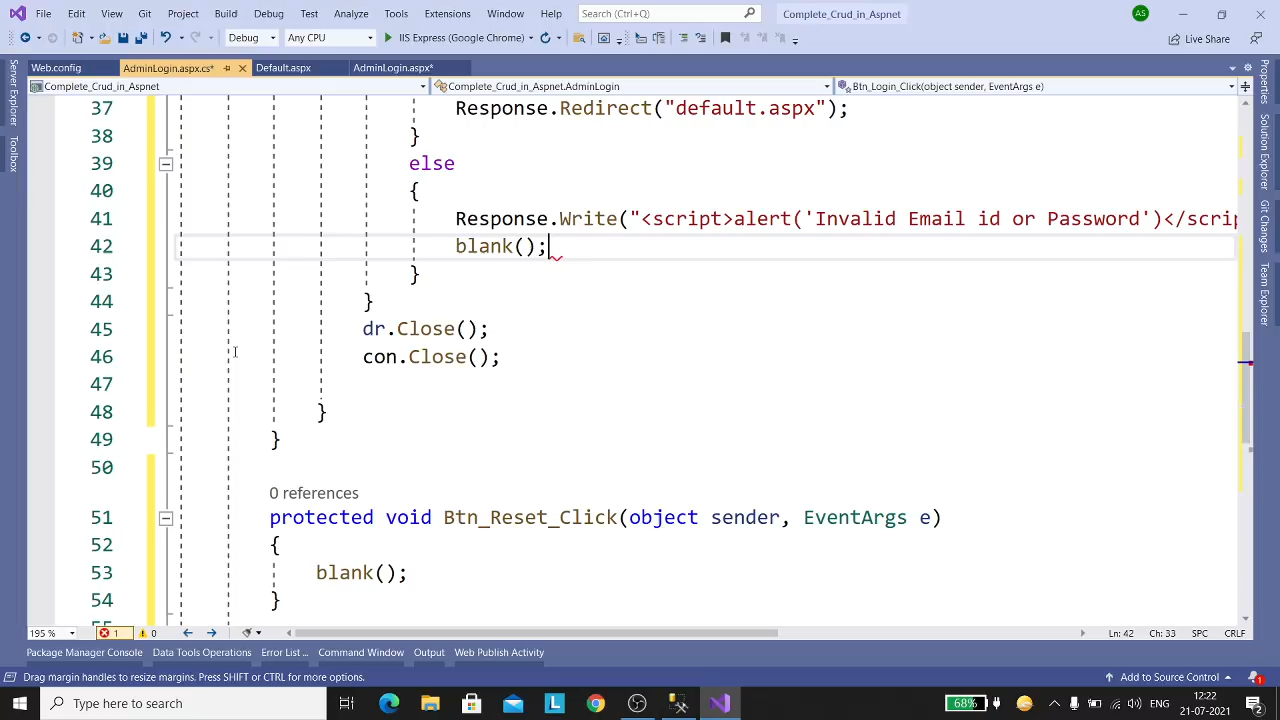 File Edit View Git Project Build Debug Test Analyze Tools Extensions Window Help Search (Ctrl+Q) Complete_Crud_in_Aspnet AS
Debug Any CPU IIS Express (Google Chrome) Live Share
Web.config AdminLogin.aspx.cs* Default.aspx AdminLogin.aspx*
Complete_Crud_in_Aspnet Complete_Crud_in_Aspnet.AdminLogin Btn_Login_Click(object sender, EventArgs e)
Server Explorer
Toolbox
37 Response.Redirect("default.aspx");
38 }
39 else
40 {
41 Response.Write("<script>alert('Invalid Email id or Password')</scrip
42 blank();
43 }
44 }
45 dr.Close();
46 con.Close();
47
48 }
49 }
50
0 references
51 protected void Btn_Reset_Click(object sender, EventArgs e)
52 {
53 blank();
54 }
55
Properties
Solution Explorer
Git Changes
Team Explorer
195 % 1 0 Ln: 42 Ch: 33 SPC CRLF
Package Manager Console Data Tools Operations Error List ... Command Window Output Web Publish Activity
Drag margin handles to resize margins. Press SHIFT or CTRL for more options. Add to Source Control 1
Type here to search 68% ENG 12:22
21-07-2021